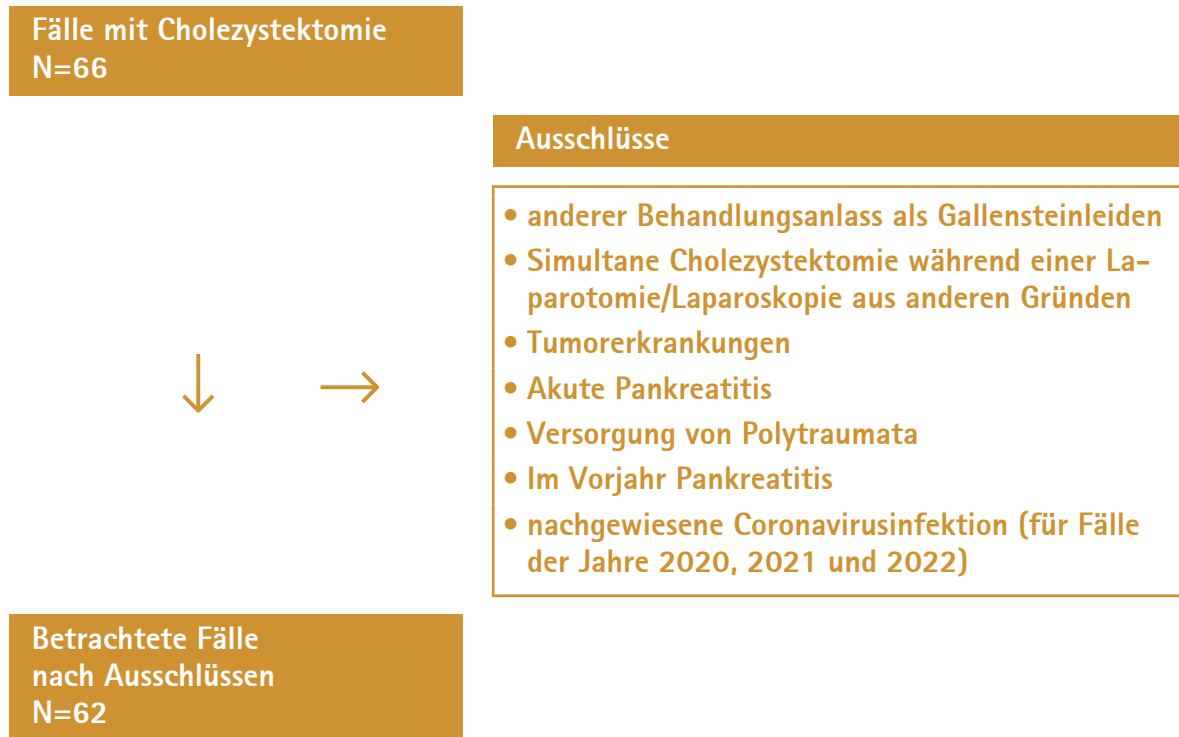 Fälle mit Cholezystektomie
N=66
Ausschlüsse
• anderer Behandlungsanlass als Gallensteinleiden
• Simultane Cholezystektomie während einer La-
parotomie/Laparoskopie aus anderen Gründen
• Tumorerkrankungen
• Akute Pankreatitis
• Versorgung von Polytraumata
• Im Vorjahr Pankreatitis
• nachgewiesene Coronavirusinfektion (für Fälle
der Jahre 2020, 2021 und 2022)
Betrachtete Fälle
nach Ausschlüssen
N=62